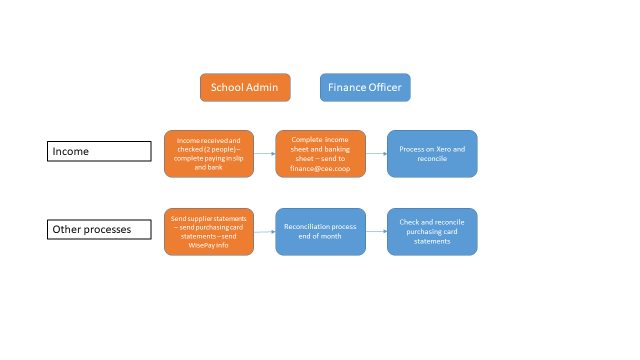 School Admin
Finance Officer
Income
Income received and
checked (2 people) –
complete paying in slip
and bank
Complete income
sheet and banking
sheet – send to
finance@cee.coop
Process on Xero and
reconcile
Other processes
Send supplier statements
– send purchasing card
statements –send
WisePay info
Reconciliation process
end of month
Check and reconcile
purchasing card
statements